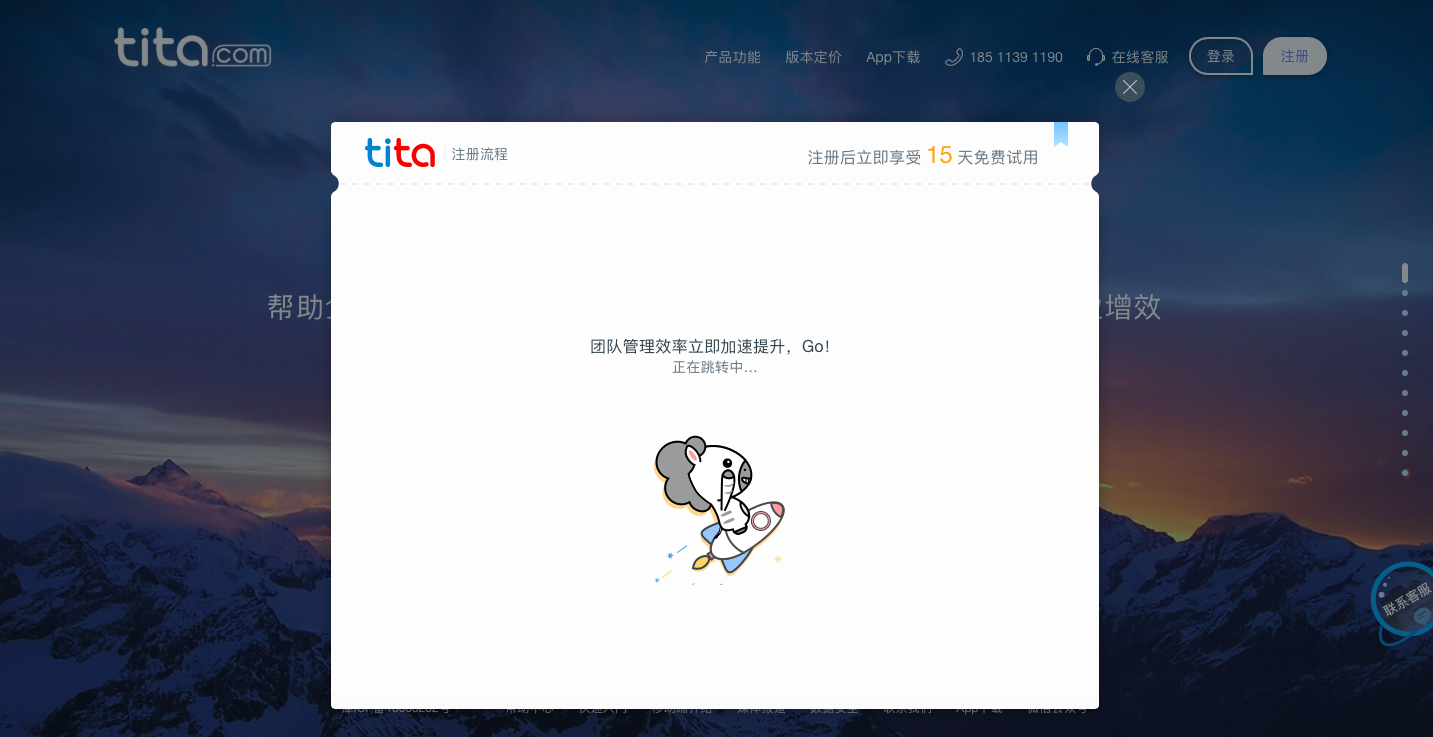 tita.com
产品功能 版本定价 App下载 185 1139 1190 在线客服 登录 注册
tita 注册流程 注册后立即享受 15 天免费试用
帮助 增效
团队管理效率立即加速提升，Go!
正在跳转中...
联系客服